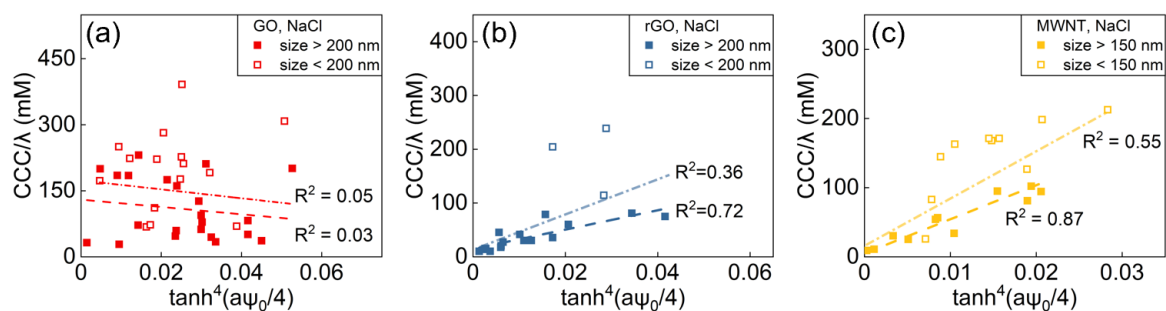 (a)
GO, NaCl
size > 200 nm
size < 200 nm
CCC/λ (mM)
450
300
150
0
R² = 0.05
R² = 0.03
0.00
0.02
0.04
0.06
tanh⁴(aψ₀/4)
(b)
rGO, NaCl
size > 200 nm
size < 200 nm
CCC/λ (mM)
400
200
0
R²=0.36
R²=0.72
0.00
0.02
0.04
0.06
tanh⁴(aψ₀/4)
(c)
MWNT, NaCl
size > 150 nm
size < 150 nm
CCC/λ (mM)
300
200
100
0
R² = 0.55
R² = 0.87
0.00
0.01
0.02
0.03
tanh⁴(aψ₀/4)